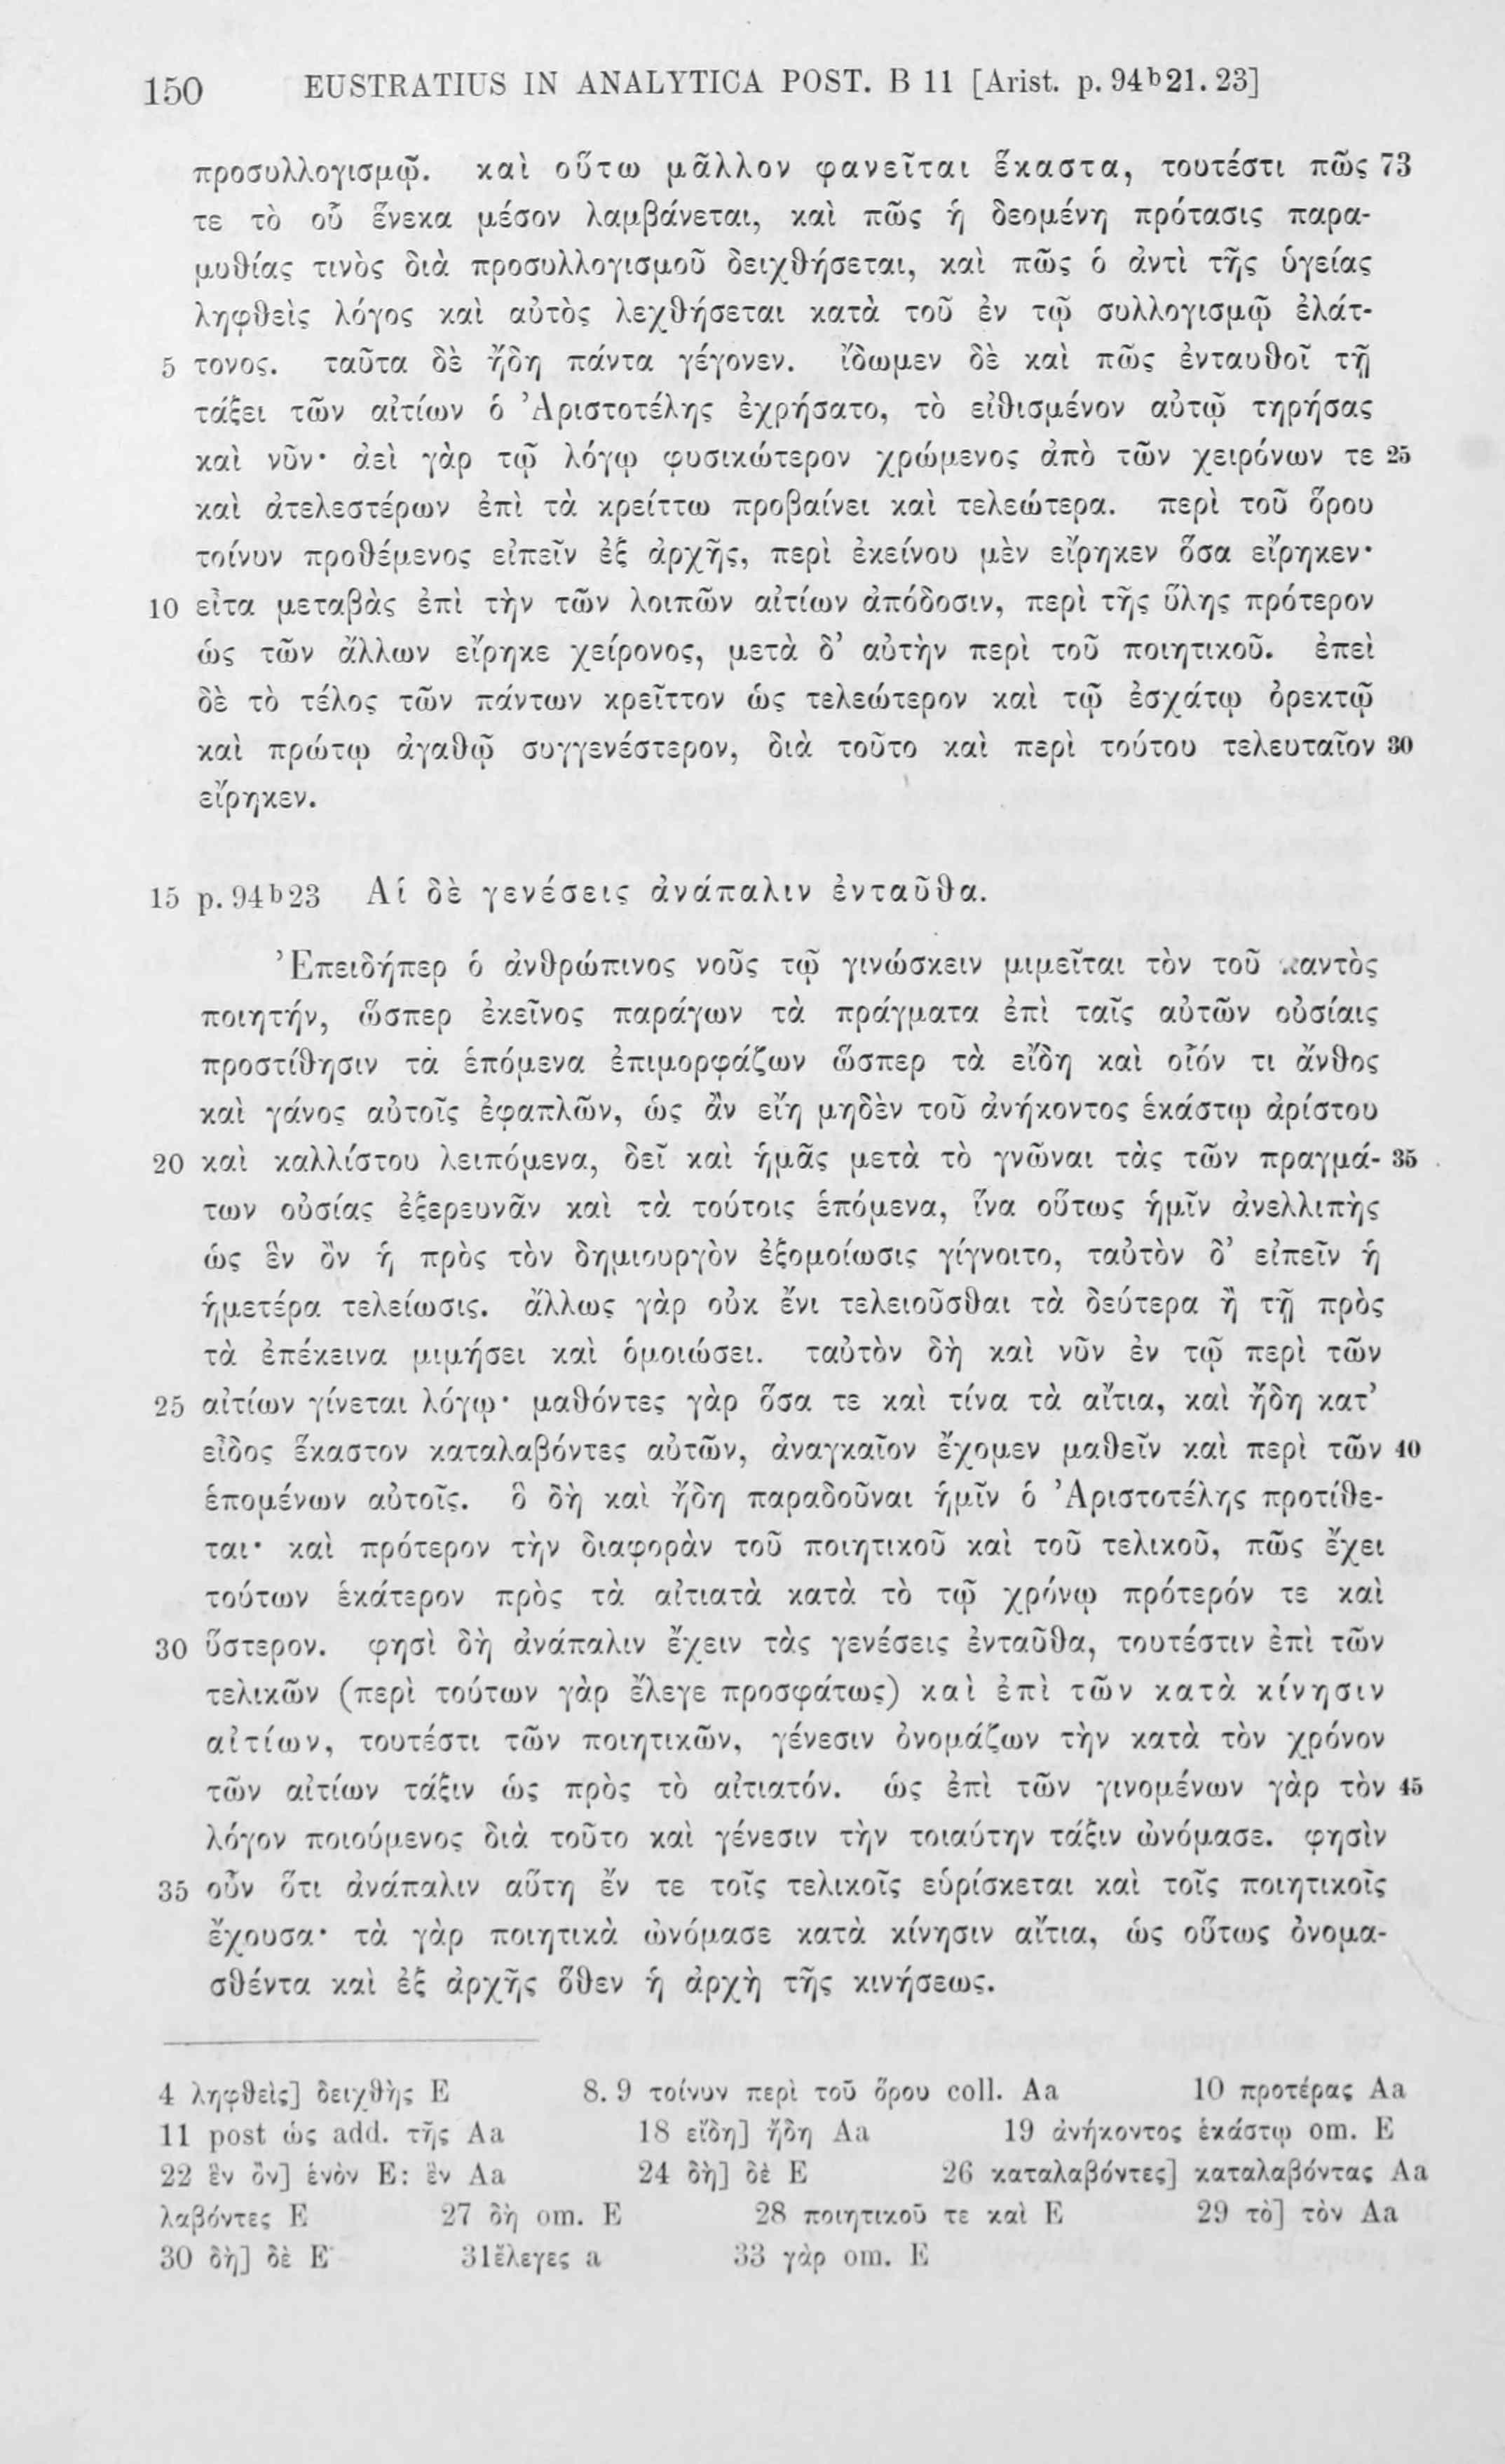 150 EUSTRATIUS IN ANALYTICA POST. B 11 [Arist. p. 94ᵇ21. 23]
προσυλλογισμῷ. καὶ οὕτω μᾶλλον φανεῖται ἕκαστα, τουτέστι πῶς 73
τε τὸ οὗ ἕνεκα μέσον λαμβάνεται, καὶ πῶς ἡ δεομένη πρότασις παρα-
μυθίας τινὸς διὰ προσυλλογισμοῦ δειχθήσεται, καὶ πῶς ὁ ἀντὶ τῆς ὑγείας
ληφθεὶς λόγος καὶ αὐτὸς λεχθήσεται κατὰ τοῦ ἐν τῷ συλλογισμῷ ἐλάτ-
5 τονος. ταῦτα δὲ ἤδη πάντα γέγονεν. ἴδωμεν δὲ καὶ πῶς ἐνταυθοῖ τῇ
τάξει τῶν αἰτίων ὁ Ἀριστοτέλης ἐχρήσατο, τὸ εἰθισμένον αὐτῷ τηρήσας
καὶ νῦν· ἀεὶ γὰρ τῷ λόγῳ φυσικώτερον χρώμενος ἀπὸ τῶν χειρόνων τε 25
καὶ ἀτελεστέρων ἐπὶ τὰ κρείττω προβαίνει καὶ τελεώτερα. περὶ τοῦ ὅρου
τοίνυν προθέμενος εἰπεῖν ἐξ ἀρχῆς, περὶ ἐκείνου μὲν εἴρηκεν ὅσα εἴρηκεν·
10 εἶτα μεταβὰς ἐπὶ τὴν τῶν λοιπῶν αἰτίων ἀπόδοσιν, περὶ τῆς ὕλης πρότερον
ὡς τῶν ἄλλων εἴρηκε χείρονος, μετὰ δ’ αὐτὴν περὶ τοῦ ποιητικοῦ. ἐπεὶ
δὲ τὸ τέλος τῶν πάντων κρεῖττον ὡς τελεώτερον καὶ τῷ ἐσχάτῳ ὀρεκτῷ
καὶ πρώτῳ ἀγαθῷ συγγενέστερον, διὰ τοῦτο καὶ περὶ τούτου τελευταῖον 30
εἴρηκεν.
15 p. 94ᵇ23 Αἱ δὲ γενέσεις ἀνάπαλιν ἐνταῦθα.
Ἐπειδήπερ ὁ ἀνθρώπινος νοῦς τῷ γινώσκειν μιμεῖται τὸν τοῦ παντὸς
ποιητήν, ὥσπερ ἐκεῖνος παράγων τὰ πράγματα ἐπὶ ταῖς αὐτῶν οὐσίαις
προστίθησιν τὰ ἑπόμενα ἐπιμορφάζων ὥσπερ τὰ εἴδη καὶ οἷόν τι ἄνθος
καὶ γάνος αὐτοῖς ἐφαπλῶν, ὡς ἂν εἴη μηδὲν τοῦ ἀνήκοντος ἑκάστῳ ἀρίστου
20 καὶ καλλίστου λειπόμενα, δεῖ καὶ ἡμᾶς μετὰ τὸ γνῶναι τὰς τῶν πραγμά- 35
των οὐσίας ἐξερευνᾶν καὶ τὰ τούτοις ἑπόμενα, ἵνα οὕτως ἡμῖν ἀνελλιπὴς
ὡς ἓν ὂν ἡ πρὸς τὸν δημιουργὸν ἐξομοίωσις γίγνοιτο, ταὐτὸν δ’ εἰπεῖν ἡ
ἡμετέρα τελείωσις. ἄλλως γὰρ οὐκ ἔνι τελειοῦσθαι τὰ δεύτερα ἢ τῇ πρὸς
τὰ ἐπέκεινα μιμήσει καὶ ὁμοιώσει. ταὐτὸν δὴ καὶ νῦν ἐν τῷ περὶ τῶν
25 αἰτίων γίνεται λόγῳ· μαθόντες γὰρ ὅσα τε καὶ τίνα τὰ αἴτια, καὶ ἤδη κατ’
εἶδος ἕκαστον καταλαβόντες αὐτῶν, ἀναγκαῖον ἔχομεν μαθεῖν καὶ περὶ τῶν 40
ἑπομένων αὐτοῖς. ὃ δὴ καὶ ἤδη παραδοῦναι ἡμῖν ὁ Ἀριστοτέλης προτίθε-
ται· καὶ πρότερον τὴν διαφορὰν τοῦ ποιητικοῦ καὶ τοῦ τελικοῦ, πῶς ἔχει
τούτων ἑκάτερον πρὸς τὰ αἰτιατὰ κατὰ τὸ τῷ χρόνῳ πρότερόν τε καὶ
30 ὕστερον. φησὶ δὴ ἀνάπαλιν ἔχειν τὰς γενέσεις ἐνταῦθα, τουτέστιν ἐπὶ τῶν
τελικῶν (περὶ τούτων γὰρ ἔλεγε προσφάτως) καὶ ἐπὶ τῶν κατὰ κίνησιν
αἰτίων, τουτέστι τῶν ποιητικῶν, γένεσιν ὀνομάζων τὴν κατὰ τὸν χρόνον
τῶν αἰτίων τάξιν ὡς πρὸς τὸ αἰτιατόν. ὡς ἐπὶ τῶν γινομένων γὰρ τὸν 45
λόγον ποιούμενος διὰ τοῦτο καὶ γένεσιν τὴν τοιαύτην τάξιν ὠνόμασε. φησὶν
35 οὖν ὅτι ἀνάπαλιν αὕτη ἔν τε τοῖς τελικοῖς εὑρίσκεται καὶ τοῖς ποιητικοῖς
ἔχουσα· τὰ γὰρ ποιητικὰ ὠνόμασε κατὰ κίνησιν αἴτια, ὡς οὕτως ὀνομα-
σθέντα καὶ ἐξ ἀρχῆς ὅθεν ἡ ἀρχὴ τῆς κινήσεως.
4 ληφθεὶς] δειχθὴς E 8. 9 τοίνυν περὶ τοῦ ὅρου coll. Aa 10 προτέρας Aa
11 post ὡς add. τῆς Aa 18 εἴδη] ἤδη Aa 19 ἀνήκοντος ἑκάστῳ om. E
22 ἓν ὂν] ἑνὸν E: ἓν Aa 24 δὴ] δὲ E 26 καταλαβόντες] καταλαβόντας Aa
λαβόντες E 27 δὴ om. E 28 ποιητικοῦ τε καὶ E 29 τὸ] τὸν Aa
30 δὴ] δὲ E 31 ἔλεγες a 33 γὰρ om. E